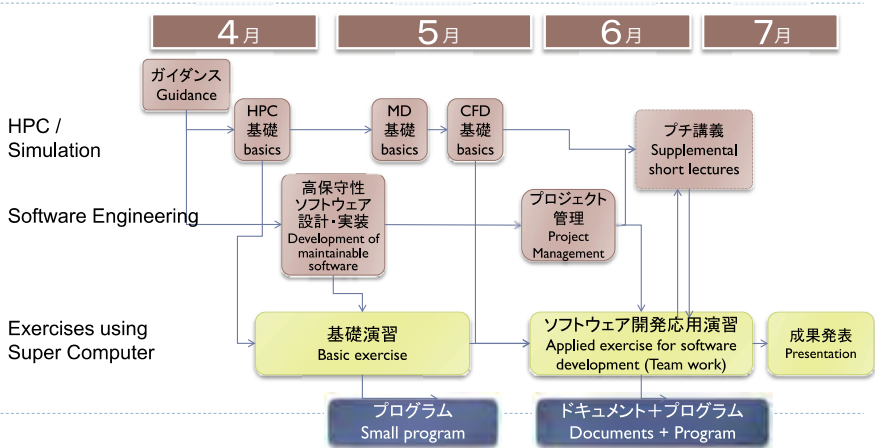 4月
5月
6月
7月
ガイダンス
Guidance
HPC /
Simulation
HPC
基礎
basics
MD
基礎
basics
CFD
基礎
basics
プチ講義
Supplemental
short lectures
Software Engineering
高保守性
ソフトウェア
設計・実装
Development of
maintainable
software
プロジェクト
管理
Project
Management
Exercises using
Super Computer
基礎演習
Basic exercise
ソフトウェア開発応用演習
Applied exercise for software
development (Team work)
成果発表
Presentation
プログラム
Small program
ドキュメント＋プログラム
Documents + Program